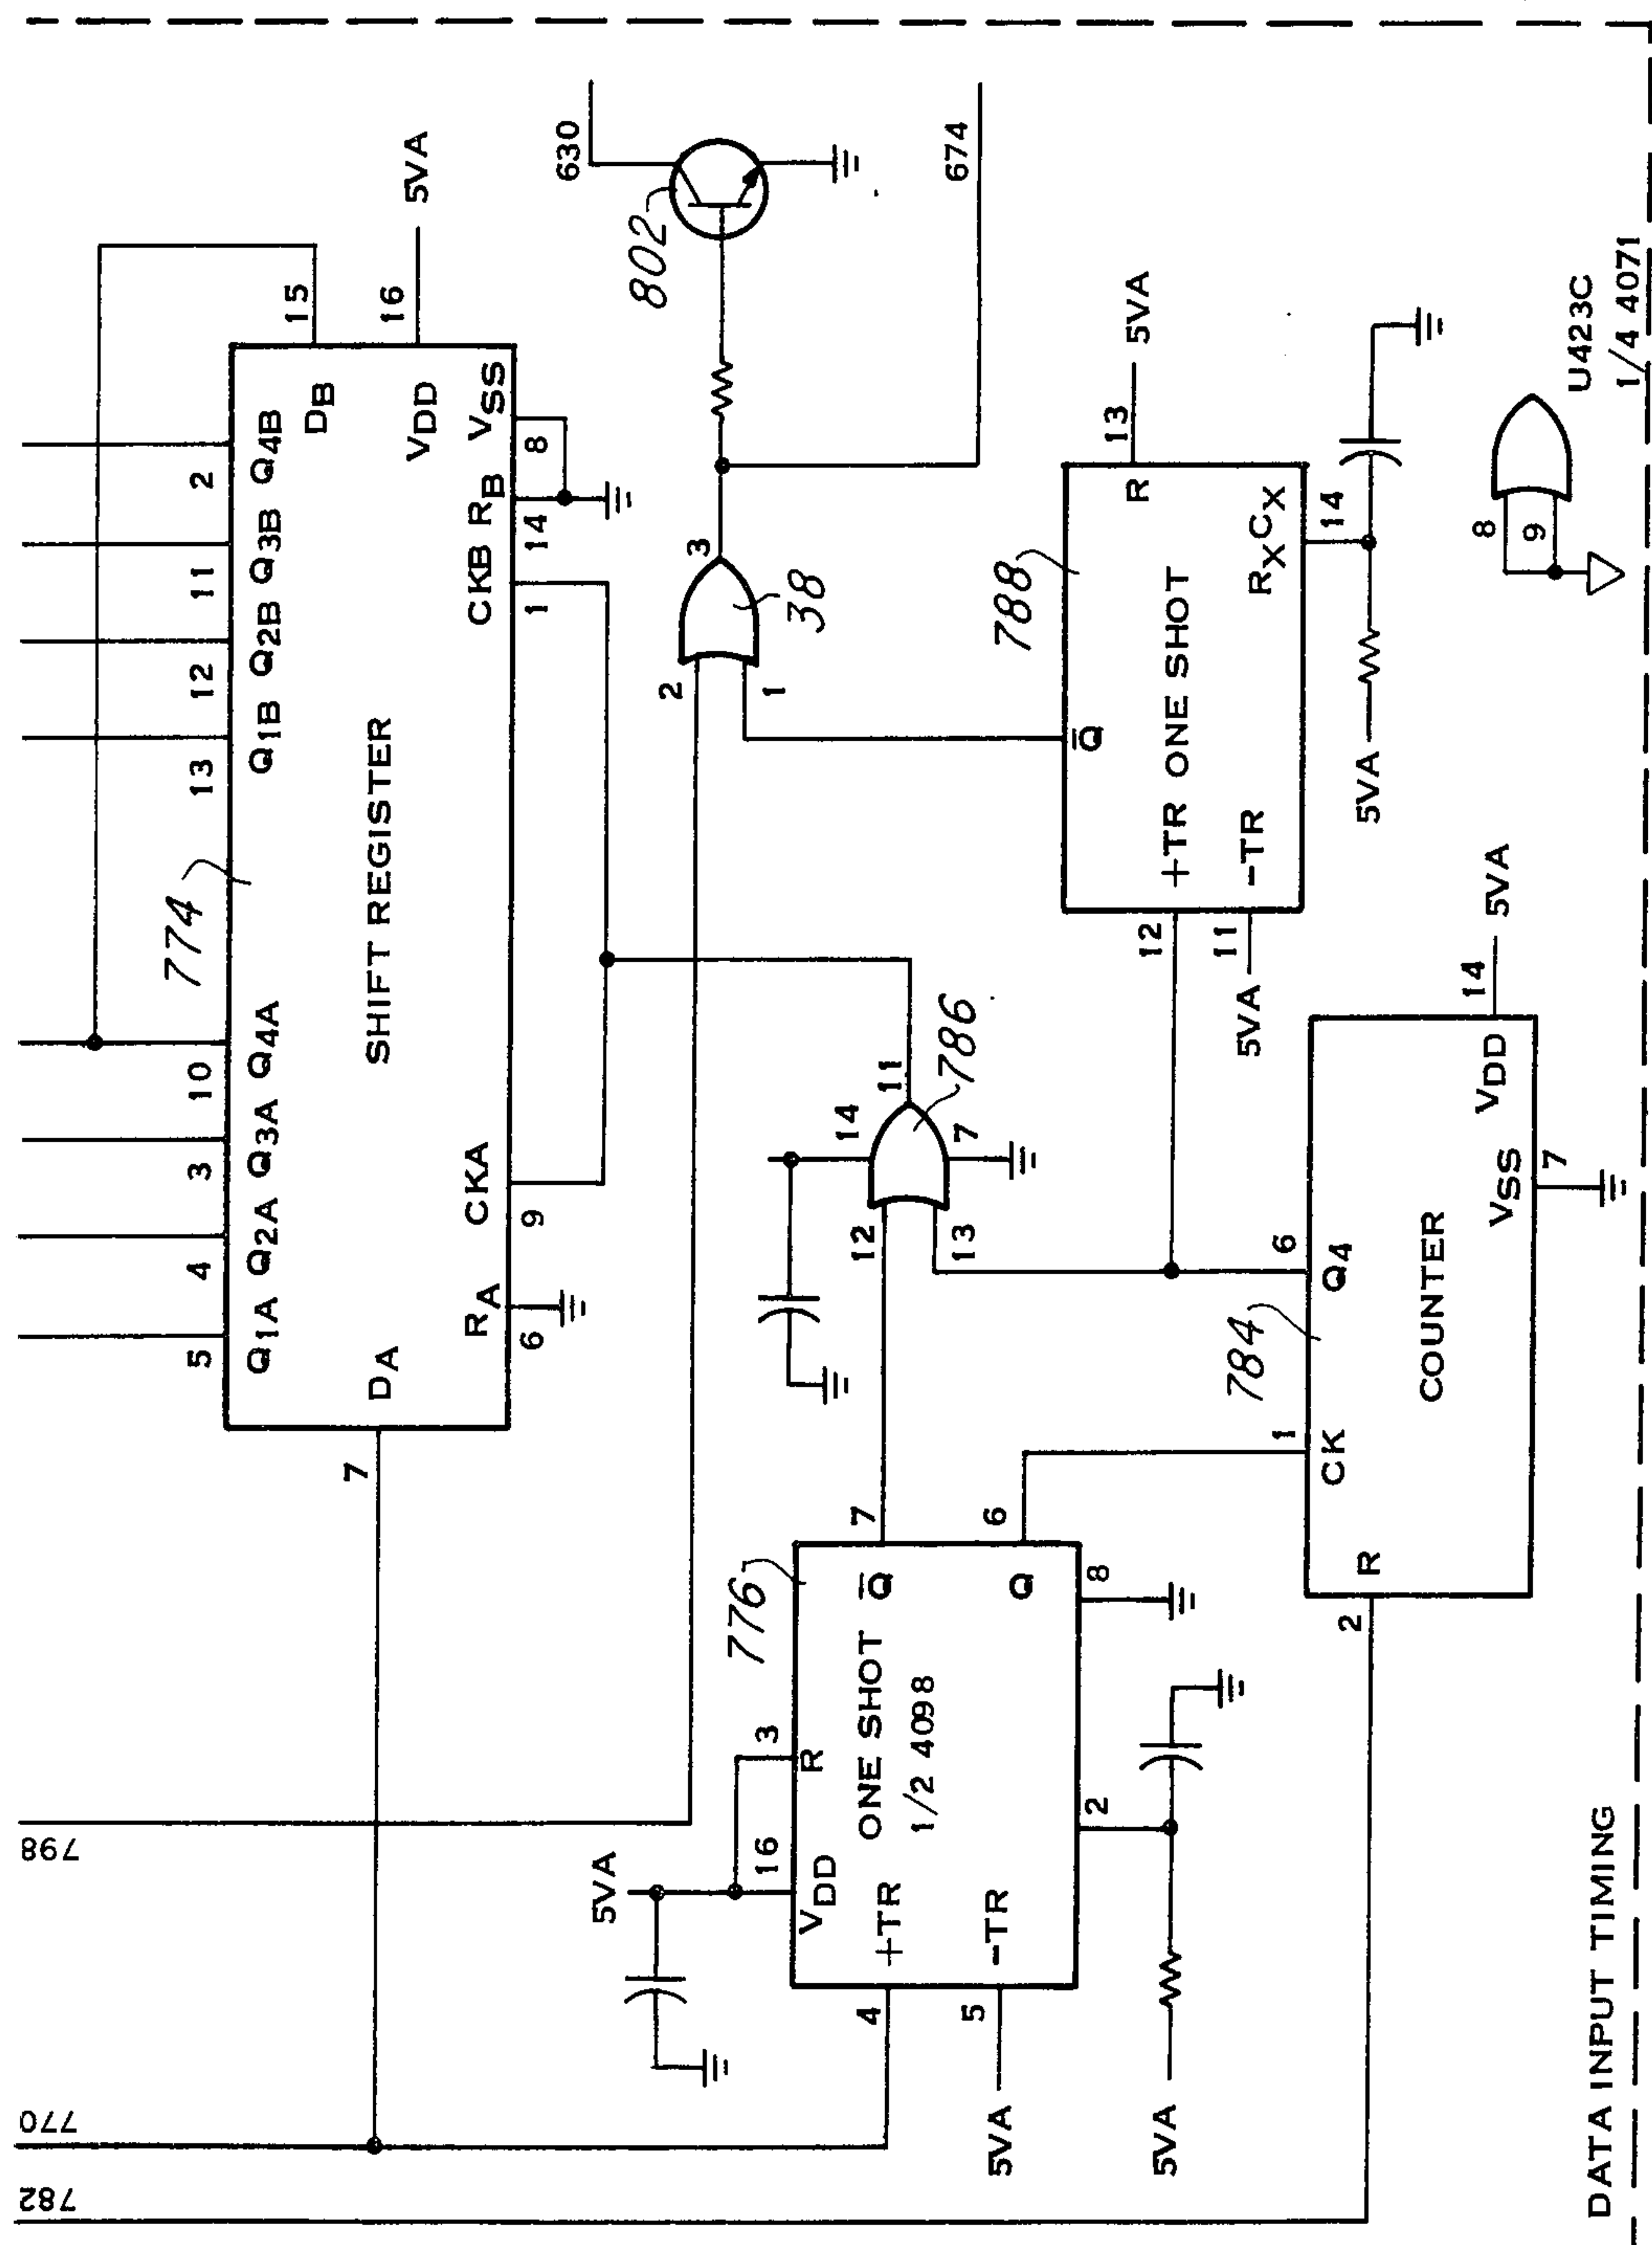 782
770
798
5 4 3 10 13 12 11 2
774
Q1A Q2A Q3A Q4A Q1B Q2B Q3B Q4B
15
DB
7
DA
SHIFT REGISTER
VDD
16
5VA
RA CKA CKB RB VSS
6 9 1 14 8
630
802
5VA
2
3
1
38
16
3
776
7
VDD
R
14
786
11
12
13
7
4
+TR
ONE SHOT
1/2 4098
Q̅
674
5
-TR
Q
6
5VA
2
8
5VA
788
Q̅
13
R
5VA
12
+TR ONE SHOT
11
-TR
5VA
RXCX
14
5VA
784
1
6
2
R
CK
Q4
COUNTER
VSS
7
VDD
14
5VA
8
9
U423C
1/4 4071
DATA INPUT TIMING